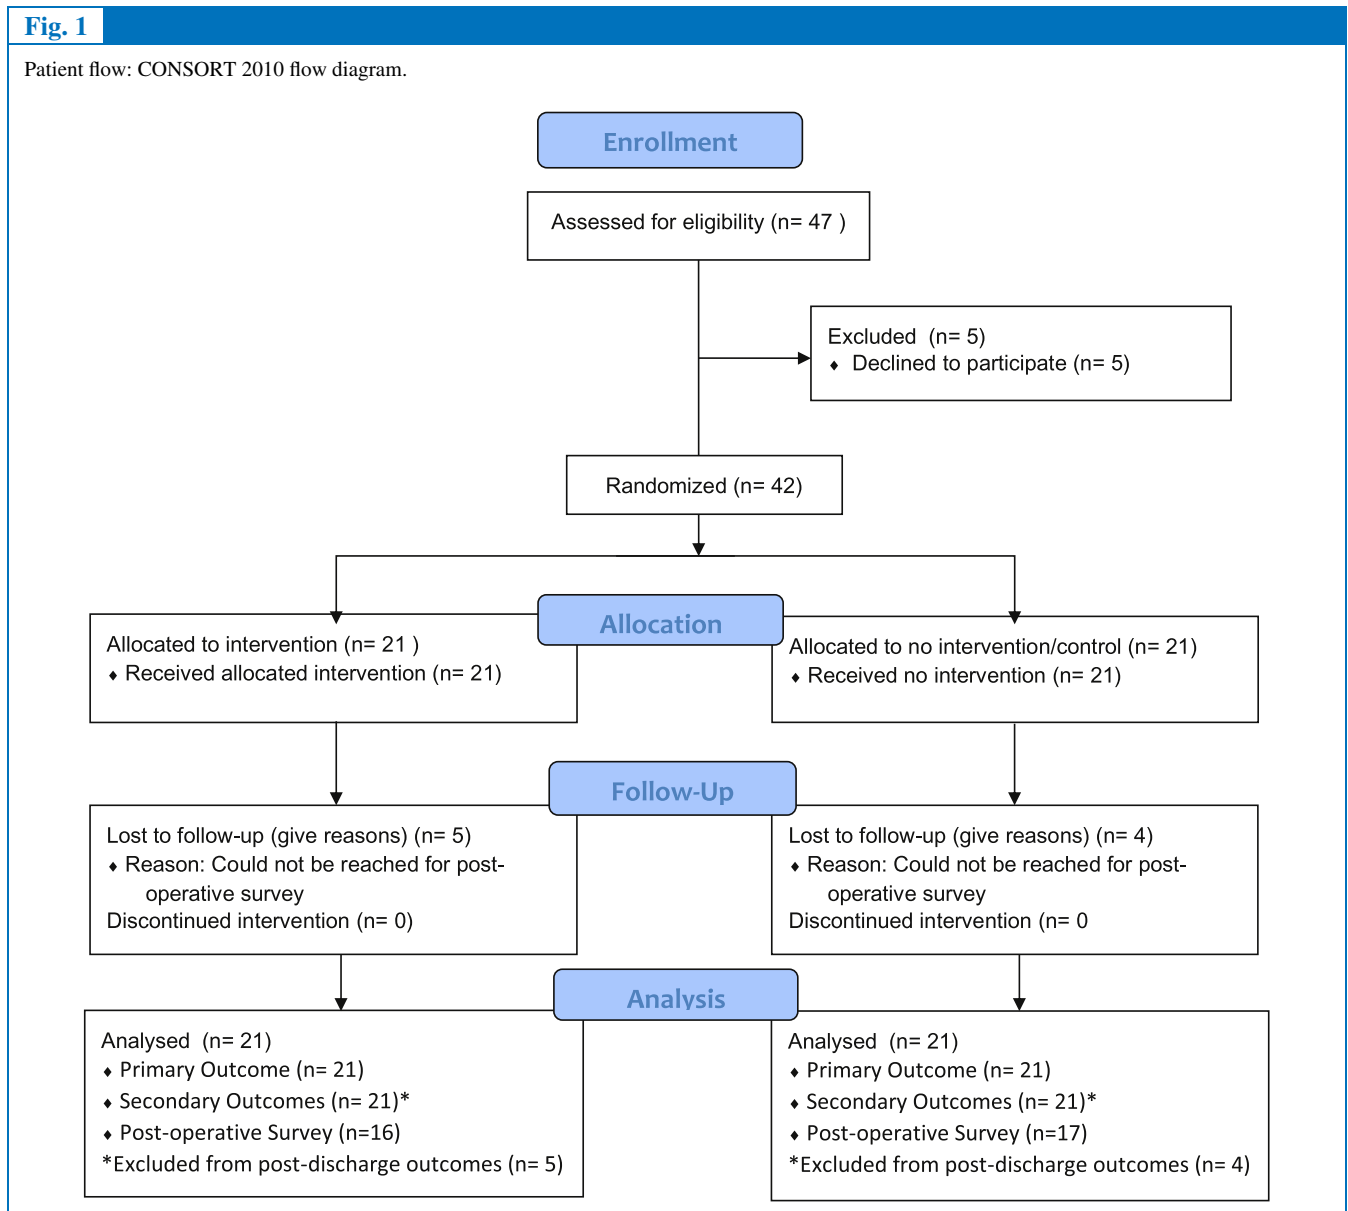 Fig. 1
Patient flow: CONSORT 2010 flow diagram.
Enrollment
Assessed for eligibility (n= 47 )
Excluded  (n= 5)
♦ Declined to participate (n= 5)
Randomized (n= 42)
Allocation
Allocated to intervention (n= 21 )
♦ Received allocated intervention (n= 21)
Allocated to no intervention/control (n= 21)
♦ Received no intervention (n= 21)
Follow-Up
Lost to follow-up (give reasons) (n= 5)
♦ Reason: Could not be reached for post-
operative survey
Discontinued intervention (n= 0)
Lost to follow-up (give reasons) (n= 4)
♦ Reason: Could not be reached for post-
operative survey
Discontinued intervention (n= 0
Analysis
Analysed  (n= 21)
♦ Primary Outcome (n= 21)
♦ Secondary Outcomes (n= 21)*
♦ Post-operative Survey (n=16)
*Excluded from post-discharge outcomes (n= 5)
Analysed  (n= 21)
♦ Primary Outcome (n= 21)
♦ Secondary Outcomes (n= 21)*
♦ Post-operative Survey (n=17)
*Excluded from post-discharge outcomes (n= 4)